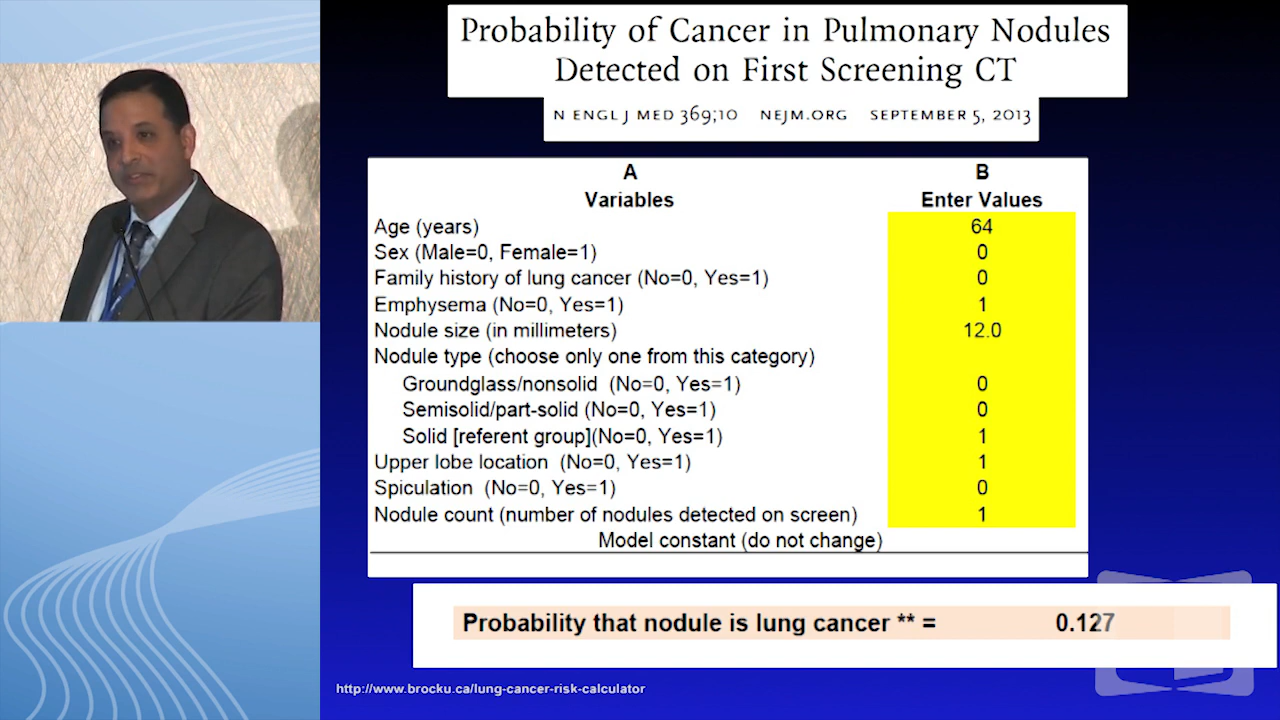 Probability of Cancer in Pulmonary Nodules
Detected on First Screening CT
N ENGL J MED 369;10 NEJM.ORG SEPTEMBER 5, 2013
A B
Variables Enter Values
Age (years) 64
Sex (Male=0, Female=1) 0
Family history of lung cancer (No=0, Yes=1) 0
Emphysema (No=0, Yes=1) 1
Nodule size (in millimeters) 12.0
Nodule type (choose only one from this category)
Groundglass/nonsolid (No=0, Yes=1) 0
Semisolid/part-solid (No=0, Yes=1) 0
Solid [referent group](No=0, Yes=1) 1
Upper lobe location (No=0, Yes=1) 1
Spiculation (No=0, Yes=1) 0
Nodule count (number of nodules detected on screen) 1
Model constant (do not change)
Probability that nodule is lung cancer ** = 0.127
http://www.brocku.ca/lung-cancer-risk-calculator